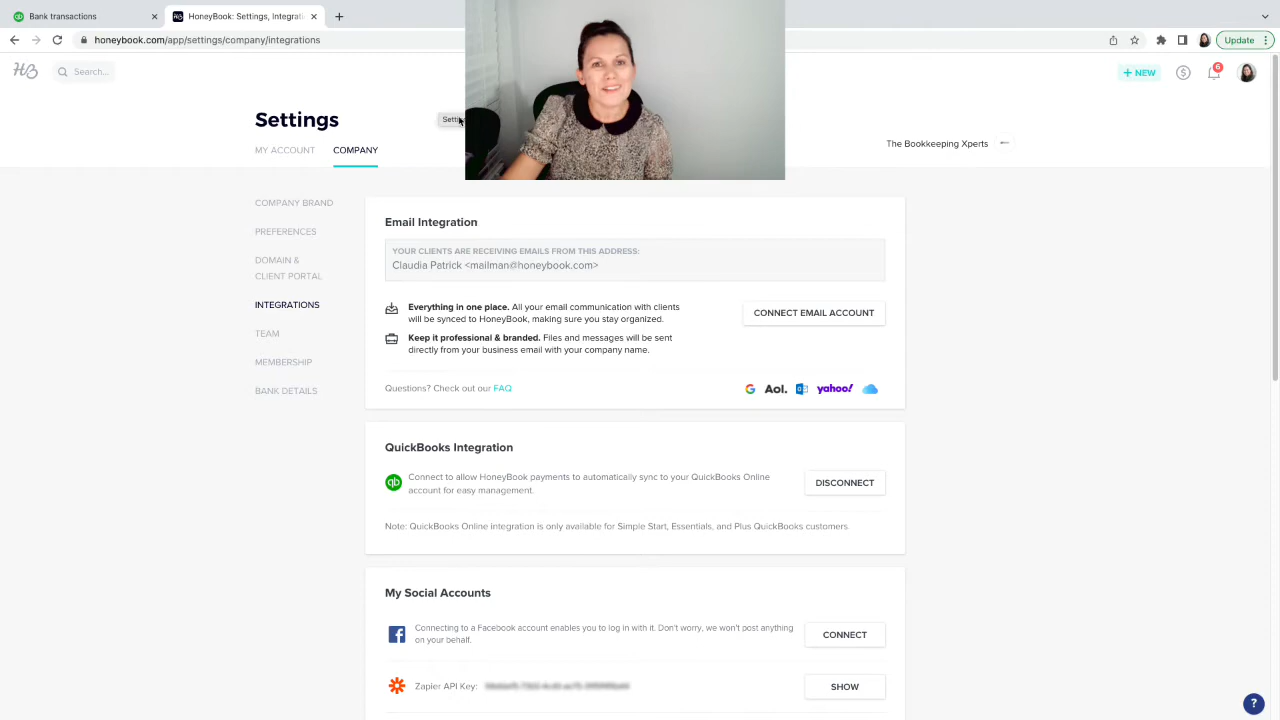 Bank transactions
HoneyBook: Settings, Integrati
honeybook.com/app/settings/company/integrations
Update
Search...
+ NEW
6
Settings
MY ACCOUNT
COMPANY
The Bookkeeping Xperts
COMPANY BRAND
PREFERENCES
DOMAIN &
CLIENT PORTAL
INTEGRATIONS
TEAM
MEMBERSHIP
BANK DETAILS
Email Integration
YOUR CLIENTS ARE RECEIVING EMAILS FROM THIS ADDRESS:
Claudia Patrick <mailman@honeybook.com>
Everything in one place. All your email communication with clients
will be synced to HoneyBook, making sure you stay organized.
CONNECT EMAIL ACCOUNT
Keep it professional & branded. Files and messages will be sent
directly from your business email with your company name.
Questions? Check out our FAQ
G Aol. yahoo!
QuickBooks Integration
qb
Connect to allow HoneyBook payments to automatically sync to your QuickBooks Online
account for easy management.
DISCONNECT
Note: QuickBooks Online integration is only available for Simple Start, Essentials, and Plus QuickBooks customers.
My Social Accounts
Connecting to a Facebook account enables you to log in with it. Don't worry, we won't post anything
on your behalf.
CONNECT
Zapier API Key:
SHOW
?